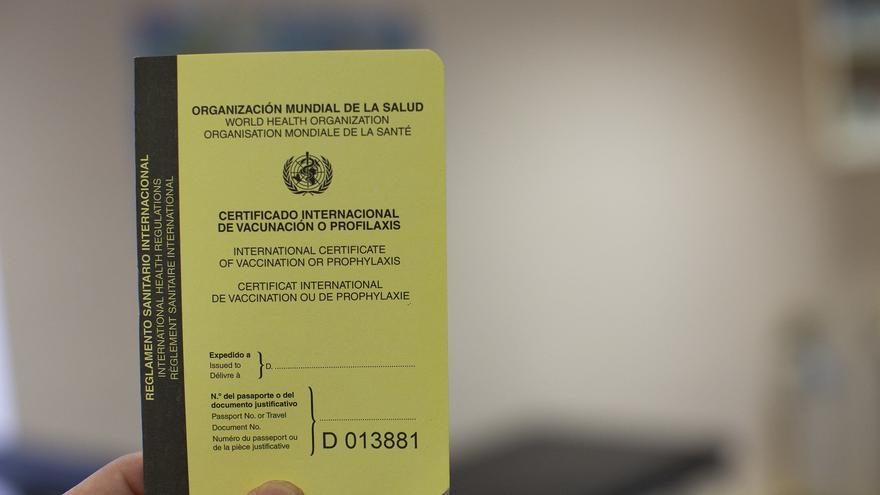 REGLAMENTO SANITARIO INTERNACIONAL
INTERNATIONAL HEALTH REGULATIONS
RÈGLEMENT SANITAIRE INTERNATIONAL
ORGANIZACIÓN MUNDIAL DE LA SALUD
WORLD HEALTH ORGANIZATION
ORGANISATION MONDIALE DE LA SANTÉ
CERTIFICADO INTERNACIONAL
DE VACUNACIÓN O PROFILAXIS
INTERNATIONAL CERTIFICATE
OF VACCINATION OR PROPHYLAXIS
CERTIFICAT INTERNATIONAL
DE VACCINATION OU DE PROPHYLAXIE
Expedido a
Issued to
Délivré à
D.
N.° del pasaporte o del
documento justificativo
Passport No. or Travel
Document No.
Numéro du passeport ou
de la pièce justificative
D 013881